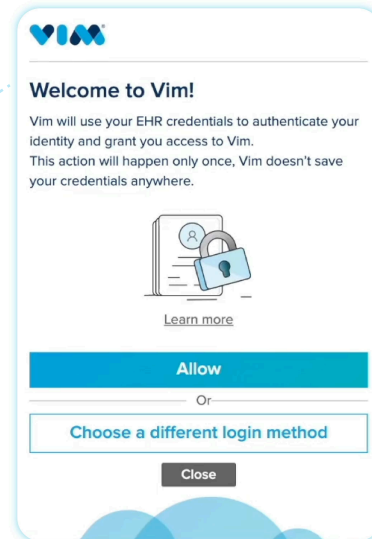 VIM
Welcome to Vim!
Vim will use your EHR credentials to authenticate your
identity and grant you access to Vim.
This action will happen only once, Vim doesn't save
your credentials anywhere.
Learn more
Allow
Or
Choose a different login method
Close